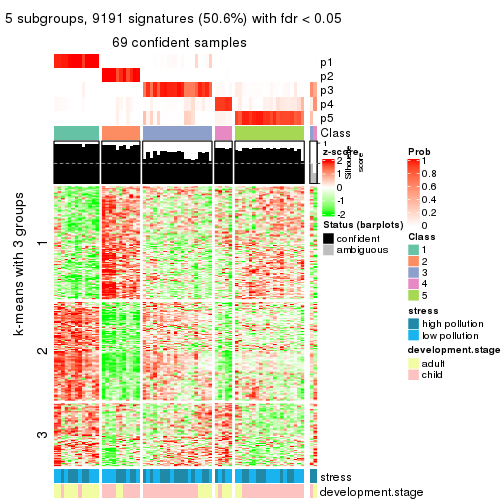 5 subgroups, 9191 signatures (50.6%) with fdr < 0.05
69 confident samples
p1
p2
p3
p4
p5
Class
1
Silhouette
score
k-means with 3 groups
1
2
3
stress
development.stage
z-score
2
1
0
-1
-2
Status (barplots)
confident
ambiguous
Prob
1
0.8
0.6
0.4
0.2
0
Class
1
2
3
4
5
stress
high pollution
low pollution
development.stage
adult
child